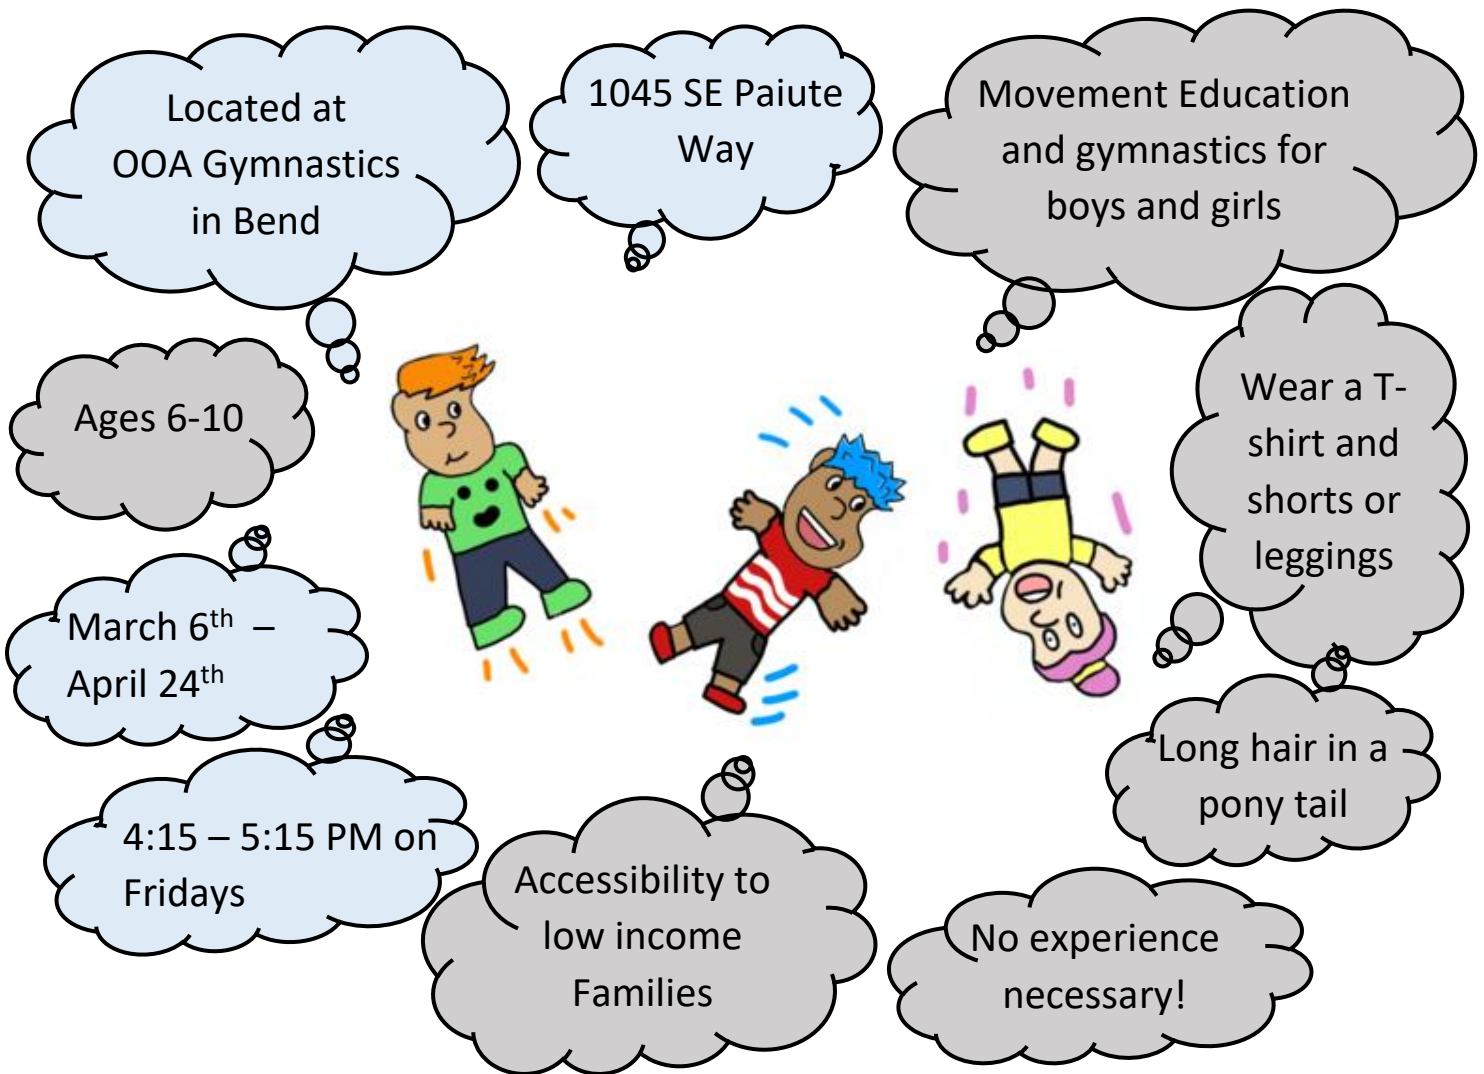 Located at
OOA Gymnastics
in Bend
1045 SE Paiute
Way
Movement Education
and gymnastics for
boys and girls
Ages 6-10
Wear a T-
shirt and
shorts or
leggings
March 6th –
April 24th
Long hair in a
pony tail
4:15 – 5:15 PM on
Fridays
Accessibility to
low income
Families
No experience
necessary!